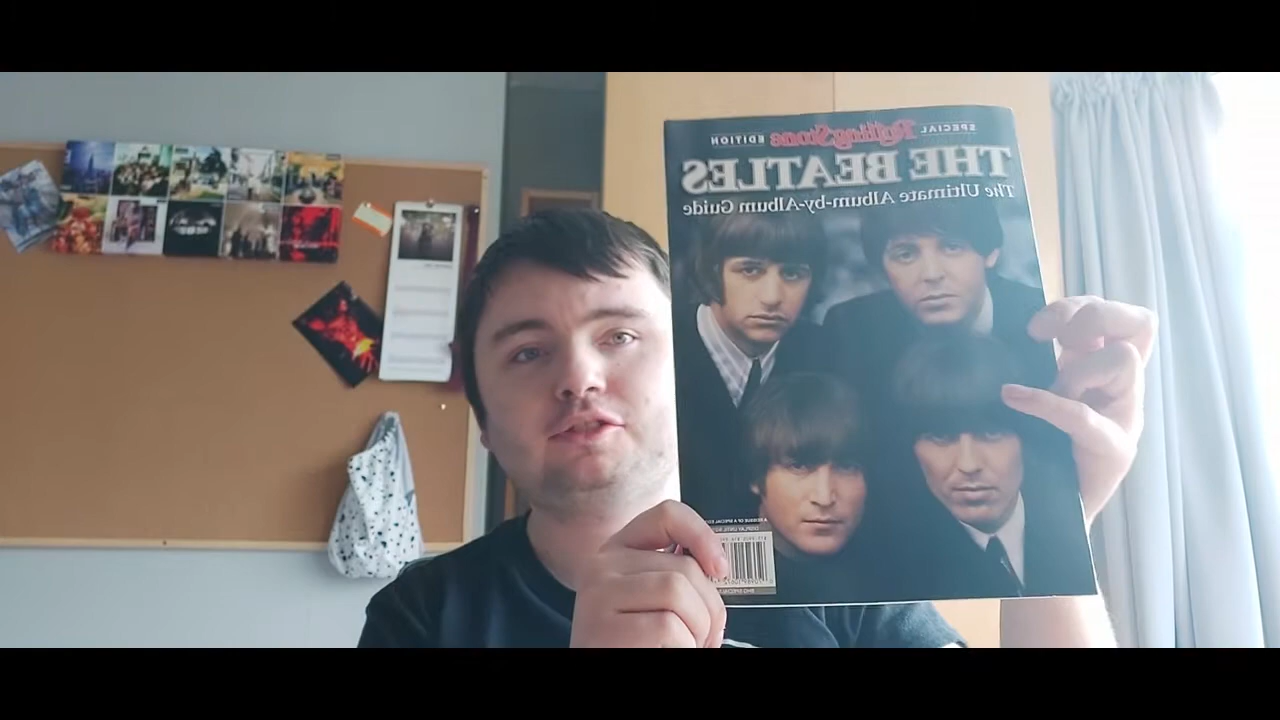 SPECIAL Rolling Stone EDITION
THE BEATLES
The Ultimate Album-by-Album Guide